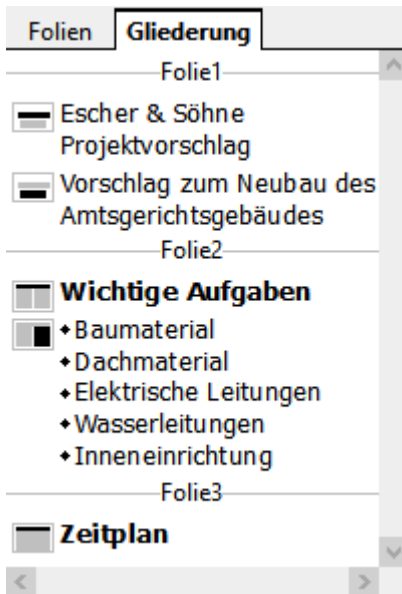 Folien Gliederung
Folie1
Escher & Söhne
Projektvorschlag
Vorschlag zum Neubau des
Amtsgerichtsgebäudes
Folie2
Wichtige Aufgaben
◆Baumaterial
◆Dachmaterial
◆Elektrische Leitungen
◆Wasserleitungen
◆Inneneinrichtung
Folie3
Zeitplan